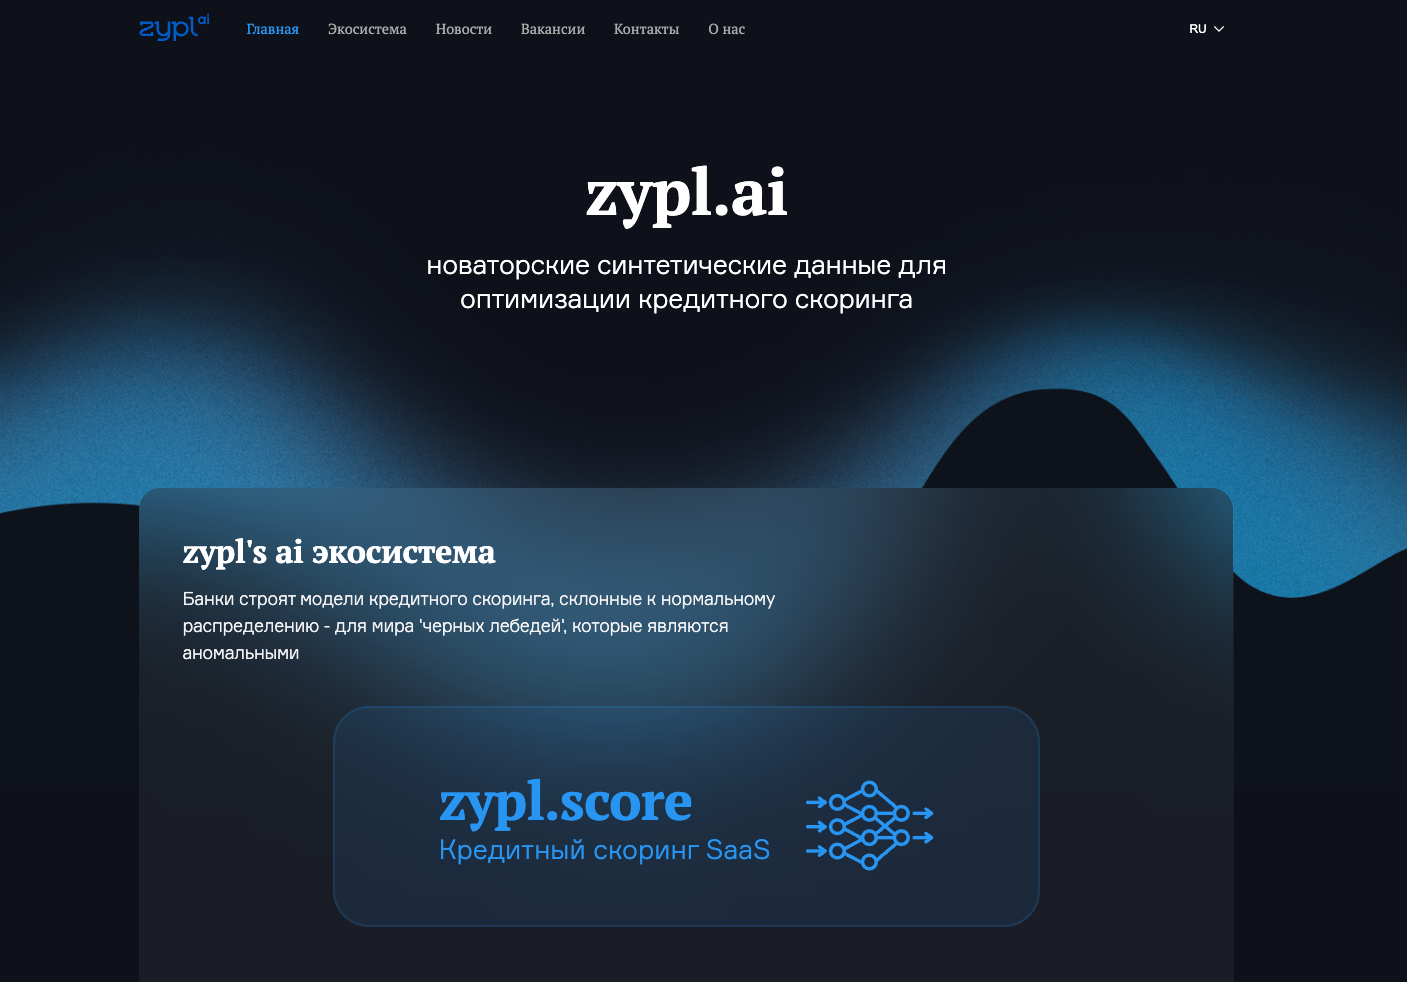 zypl ai
Главная
Экосистема
Новости
Вакансии
Контакты
О нас
RU
zypl.ai
новаторские синтетические данные для
оптимизации кредитного скоринга
zypl's ai экосистема
Банки строят модели кредитного скоринга, склонные к нормальному
распределению - для мира 'черных лебедей', которые являются
аномальными
zypl.score
Кредитный скоринг SaaS